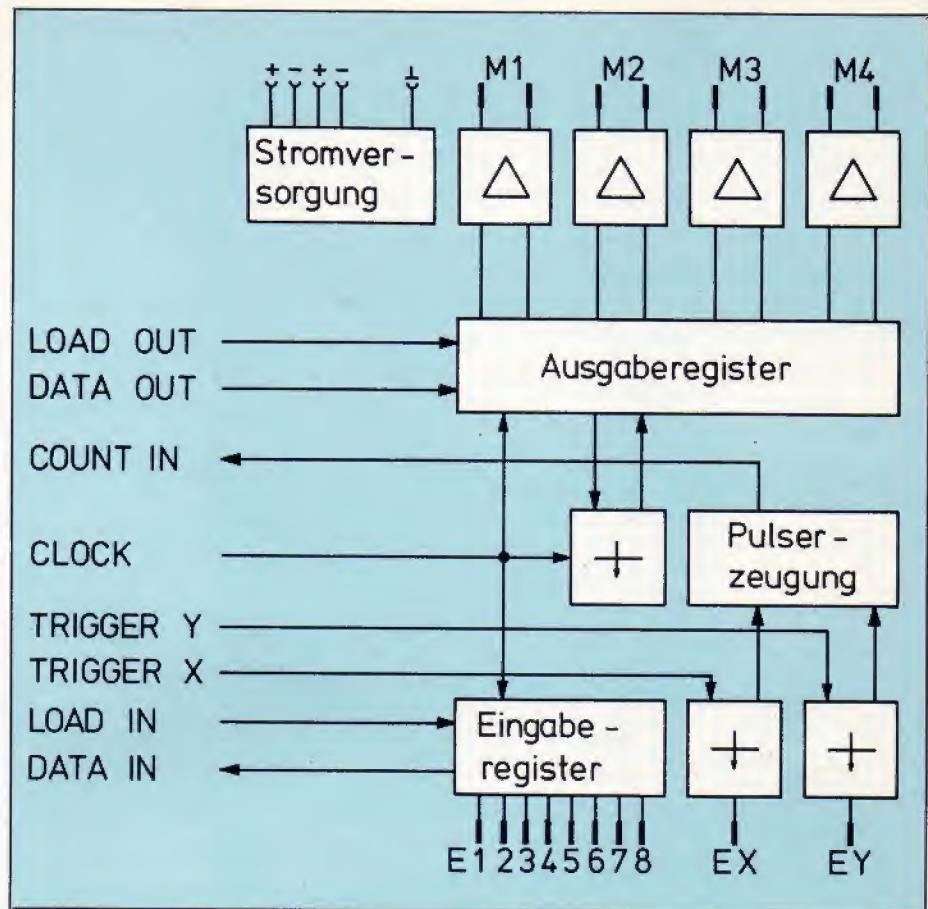 + - + - ⊥
M1 M2 M3 M4
Stromver-
sorgung
LOAD OUT
DATA OUT
Ausgaberegister
COUNT IN
CLOCK
Pulser-
zeugung
TRIGGER Y
TRIGGER X
LOAD IN
DATA IN
Eingabe-
register
E1 2 3 4 5 6 7 8
EX EY